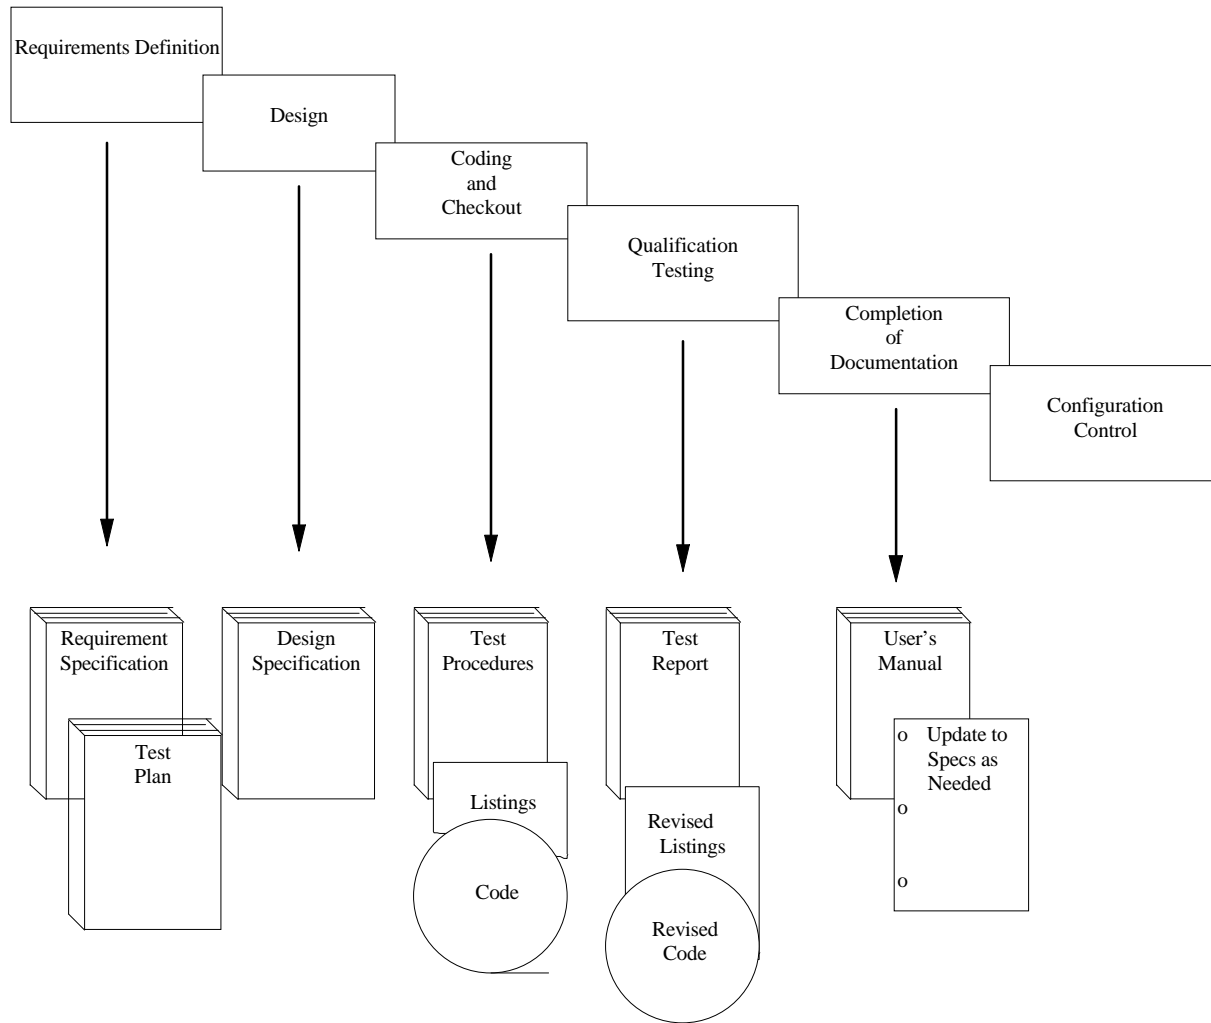 Requirements Definition
Design
Coding
and
Checkout
Qualification
Testing
Completion
of
Documentation
Configuration
Control
Requirement
Specification
Test
Plan
Design
Specification
Test
Procedures
Listings
Code
Test
Report
Revised
Listings
Revised
Code
User’s
Manual
o Update to
Specs as
Needed
o
o